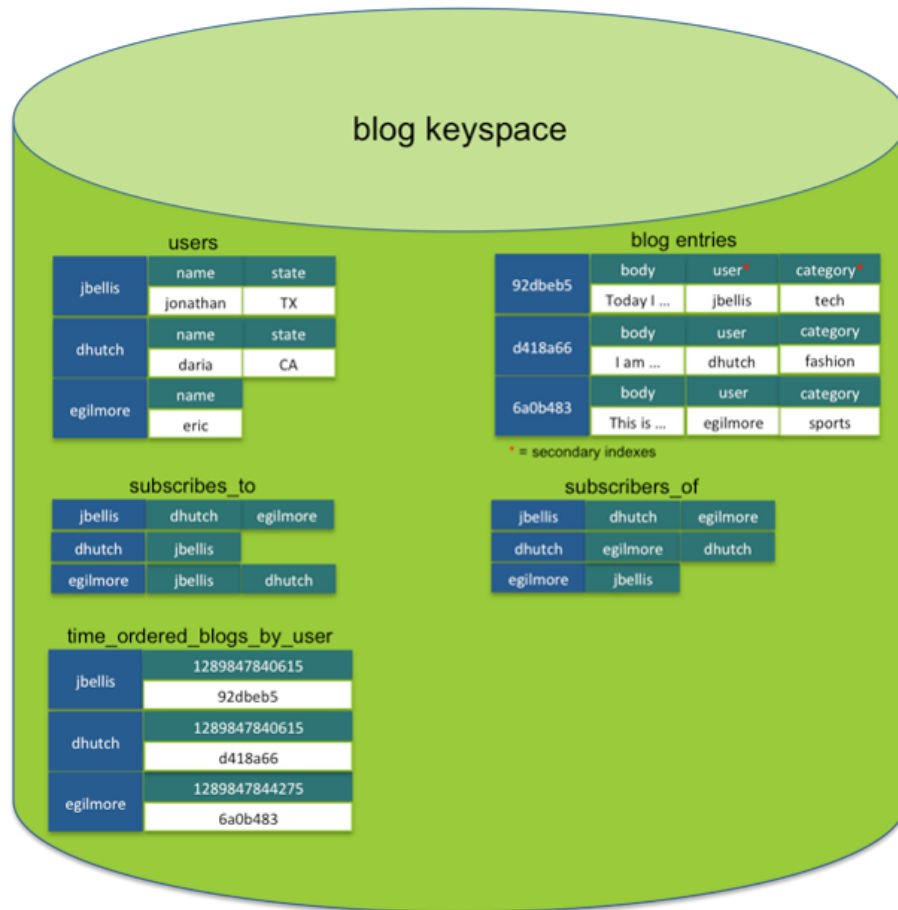 blog keyspace
users
jbellis name state
jonathan TX
dhutch name state
daria CA
egilmore name
eric
blog entries
92dbeb5 body user* category*
Today I ... jbellis tech
d418a66 body user category
I am ... dhutch fashion
6a0b483 body user category
This is ... egilmore sports
* = secondary indexes
subscribes_to
jbellis dhutch egilmore
dhutch jbellis
egilmore jbellis dhutch
subscribers_of
jbellis dhutch egilmore
dhutch egilmore dhutch
egilmore jbellis
time_ordered_blogs_by_user
jbellis 1289847840615
92dbeb5
dhutch 1289847840615
d418a66
egilmore 1289847844275
6a0b483